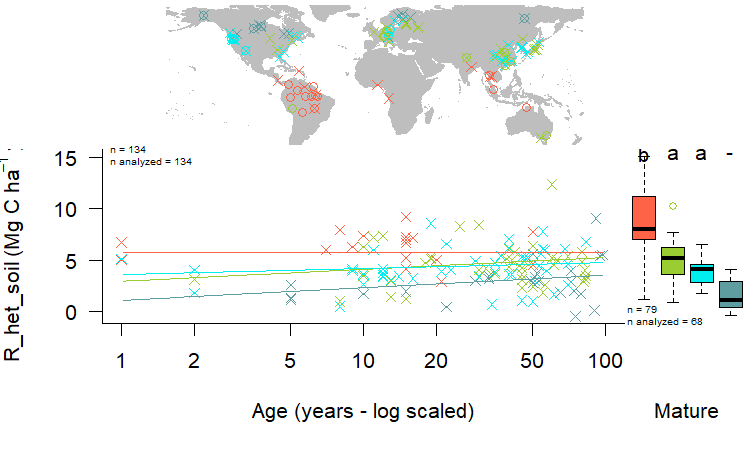 n = 134
n analyzed = 134
R_het_soil (Mg C ha⁻¹
15
10
5
0
1
2
5
10
20
50
100
Age (years - log scaled)
b a a -
n = 79
n analyzed = 68
Mature